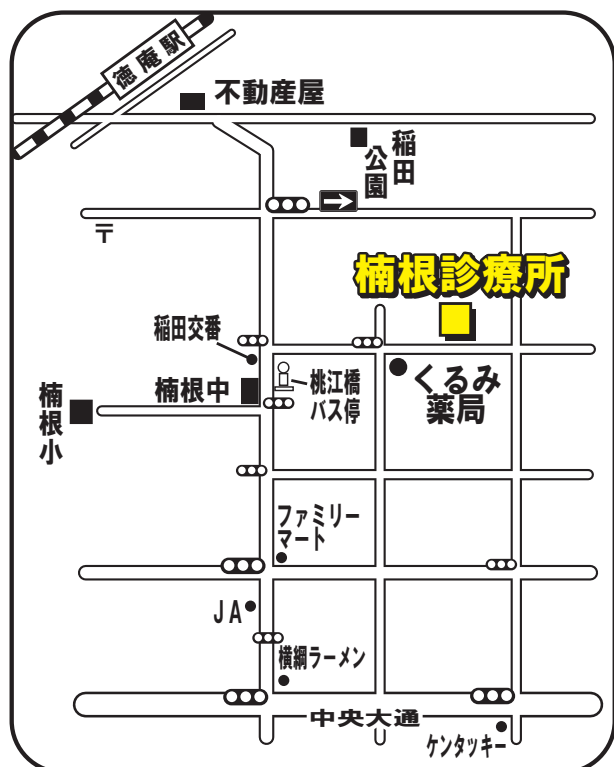 徳庵駅
不動産屋
稲田
公園
〒
楠根診療所
稲田交番
楠根中
桃江橋
バス停
くるみ
薬局
楠根小
ファミリー
マート
JA
横綱ラーメン
中央大通
ケンタッキー